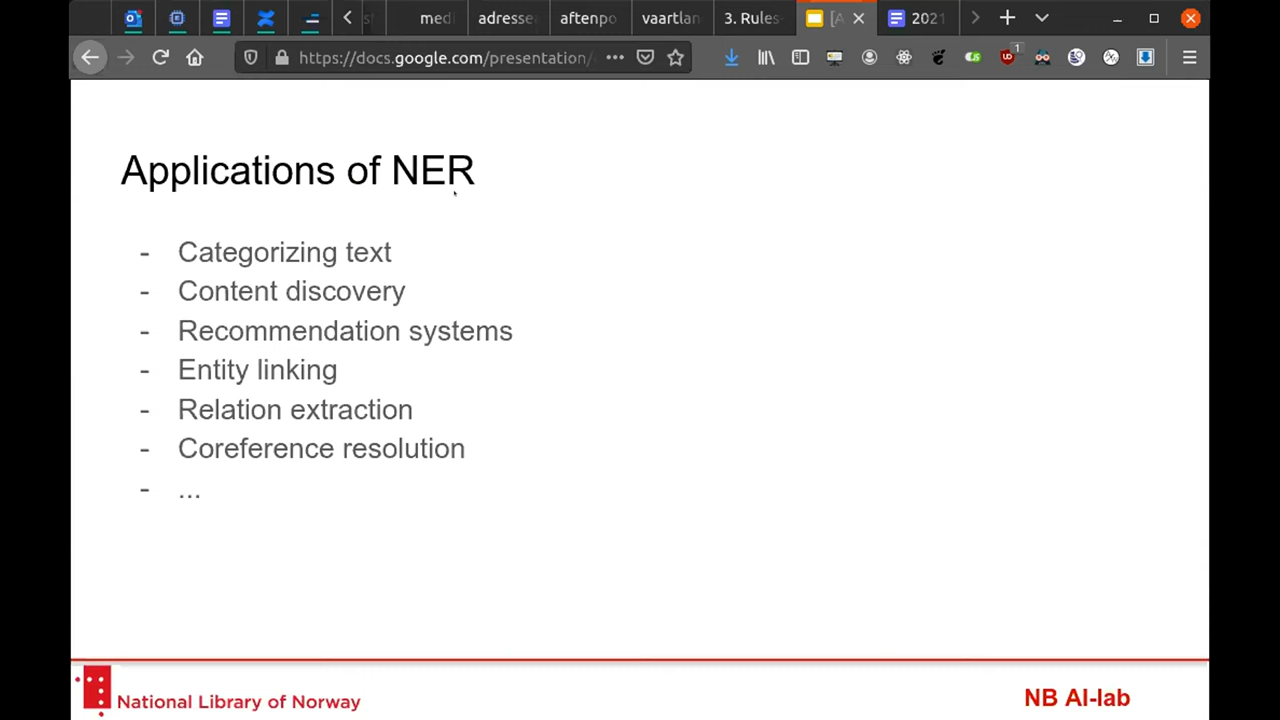 medi
adresse
aftenpo
vaartlan
3. Rules-
[A
2021
https://docs.google.com/presentation/
1
Applications of NER
- Categorizing text
- Content discovery
- Recommendation systems
- Entity linking
- Relation extraction
- Coreference resolution
- ...
National Library of Norway
NB AI-lab